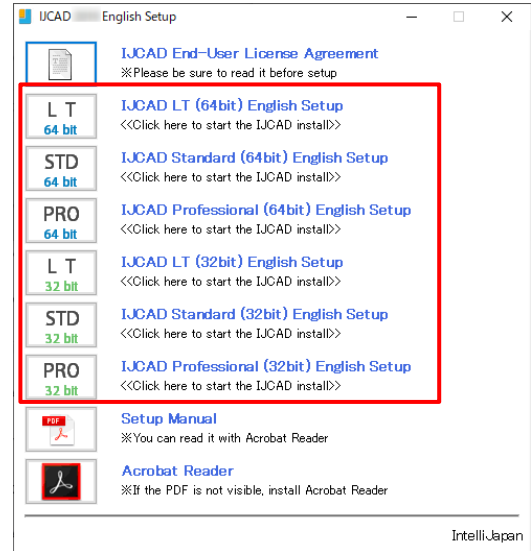 IJCAD English Setup
IJCAD End-User License Agreement
※Please be sure to read it before setup
L T
64 bit
IJCAD LT (64bit) English Setup
<<Click here to start the IJCAD install>>
STD
64 bit
IJCAD Standard (64bit) English Setup
<<Click here to start the IJCAD install>>
PRO
64 bit
IJCAD Professional (64bit) English Setup
<<Click here to start the IJCAD install>>
L T
32 bit
IJCAD LT (32bit) English Setup
<<Click here to start the IJCAD install>>
STD
32 bit
IJCAD Standard (32bit) English Setup
<<Click here to start the IJCAD install>>
PRO
32 bit
IJCAD Professional (32bit) English Setup
<<Click here to start the IJCAD install>>
PDF
Setup Manual
※You can read it with Acrobat Reader
Acrobat Reader
※If the PDF is not visible, install Acrobat Reader
IntelliJapan